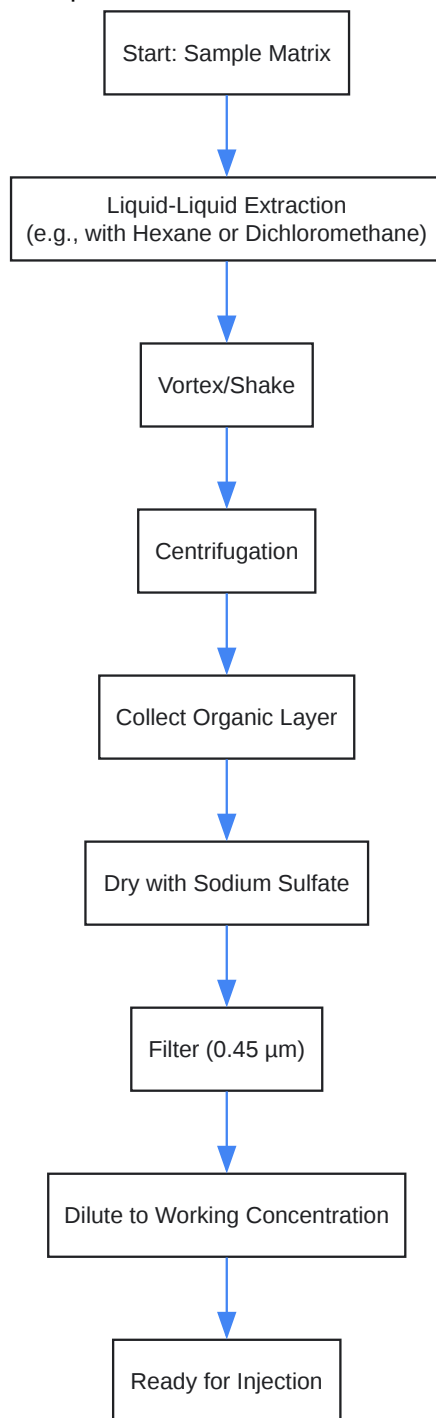 Start: Sample Matrix
Liquid-Liquid Extraction
(e.g., with Hexane or Dichloromethane)
Vortex/Shake
Centrifugation
Collect Organic Layer
Dry with Sodium Sulfate
Filter (0.45 µm)
Dilute to Working Concentration
Ready for Injection